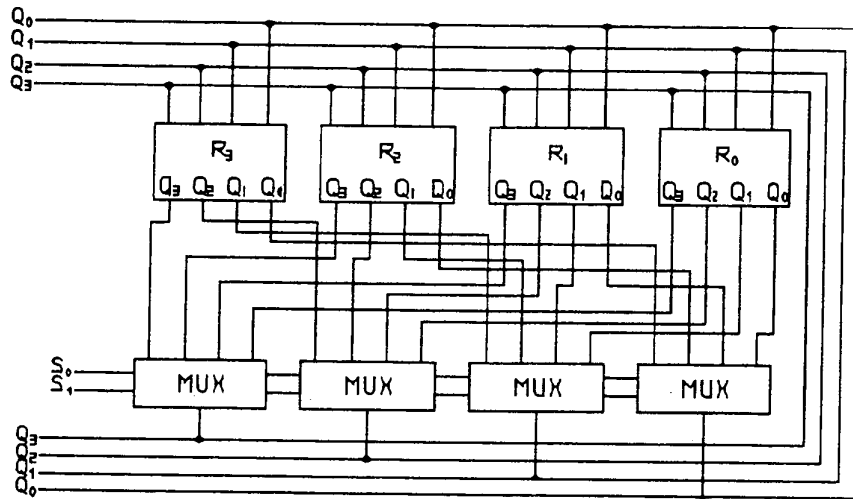 Q0
Q1
Q2
Q3
R3
R2
R1
R0
Q3 Q2 Q1 Q1
Q3 Q2 Q1 Q0
Q3 Q2 Q1 Q0
Q3 Q2 Q1 Q0
S0
S1
MUX
MUX
MUX
MUX
Q3
Q2
Q1
Q0